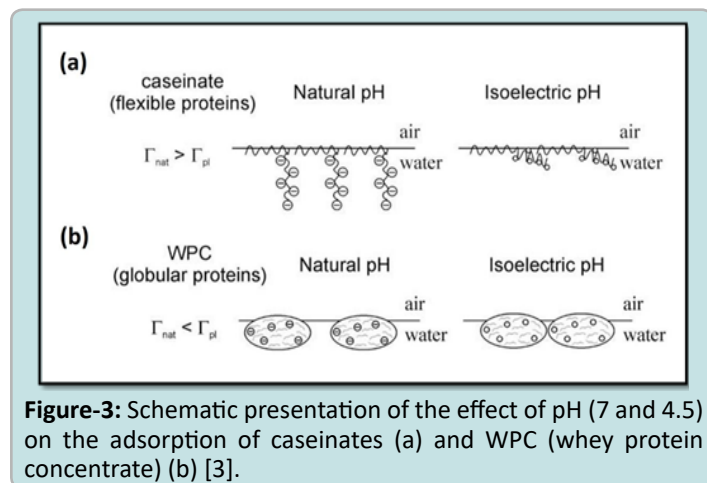 (a)
caseinate
(flexible proteins)
Natural pH
Isoelectric pH
Γnat > Γpl
air
water
air
water
(b)
WPC
(globular proteins)
Natural pH
Isoelectric pH
Γnat < Γpl
air
water
air
water
Figure-3: Schematic presentation of the effect of pH (7 and 4.5)
on the adsorption of caseinates (a) and WPC (whey protein
concentrate) (b) [3].